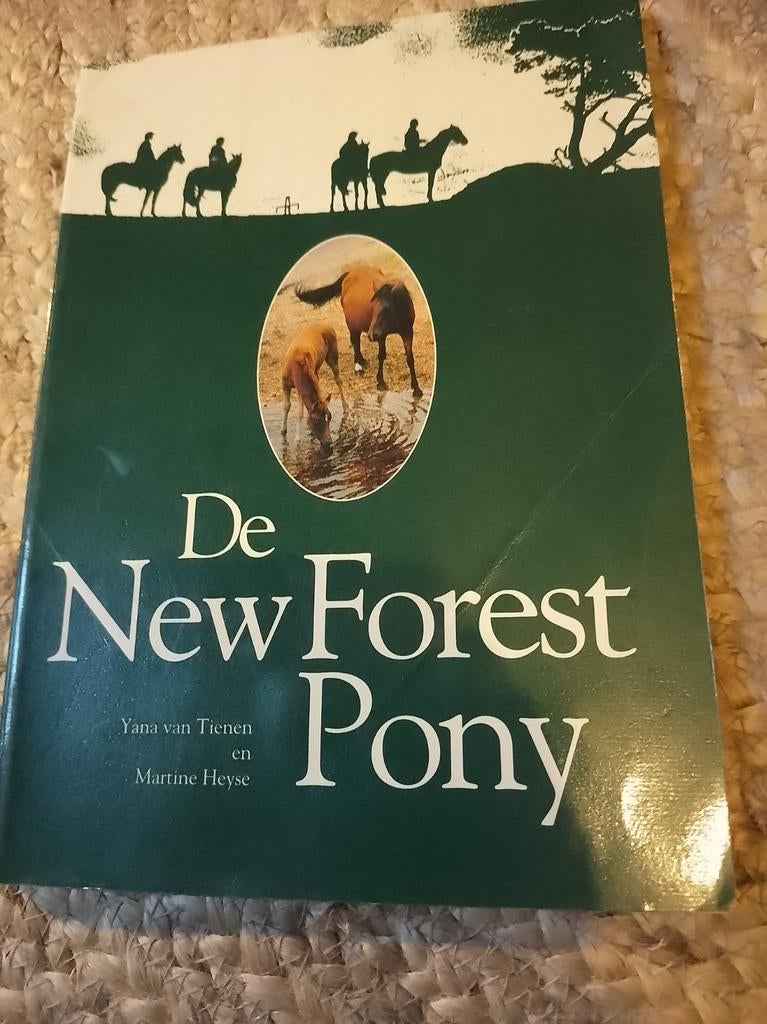 De
New Forest
Pony
Yana van Tienen
en
Martine Heyse